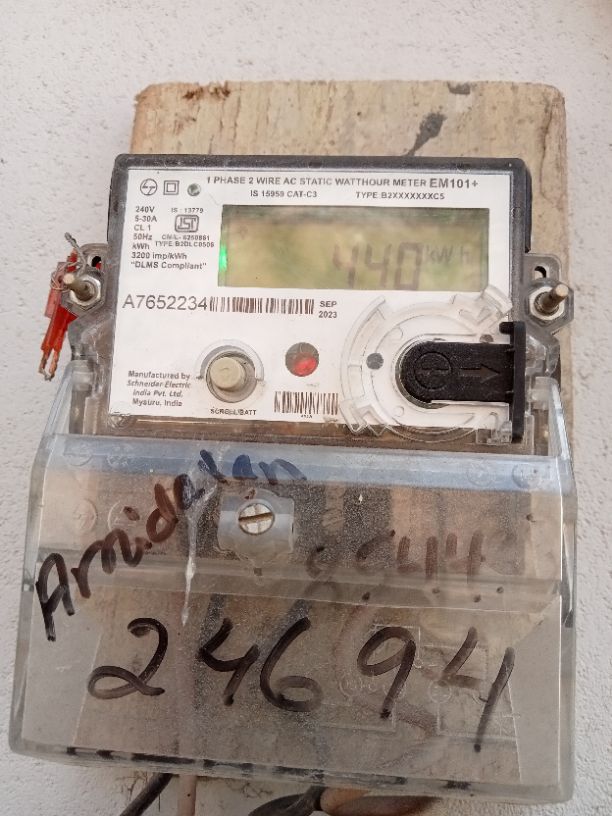 1 PHASE 2 WIRE AC STATIC WATTHOUR METER EM101+
IS 15959 CAT-C3 TYPE B2XXXXXXXC5
240V IS : 13779
5-30A
CL 1
50Hz CM/L- 6250861
kWh TYPE:B2DLC0506
3200 imp/kWh
"DLMS Compliant"
440 kWh
A7652234
SEP
2023
Manufactured by
Schneider Electric
India Pvt. Ltd.
Mysuru, India
SCROLL/BATT
24694